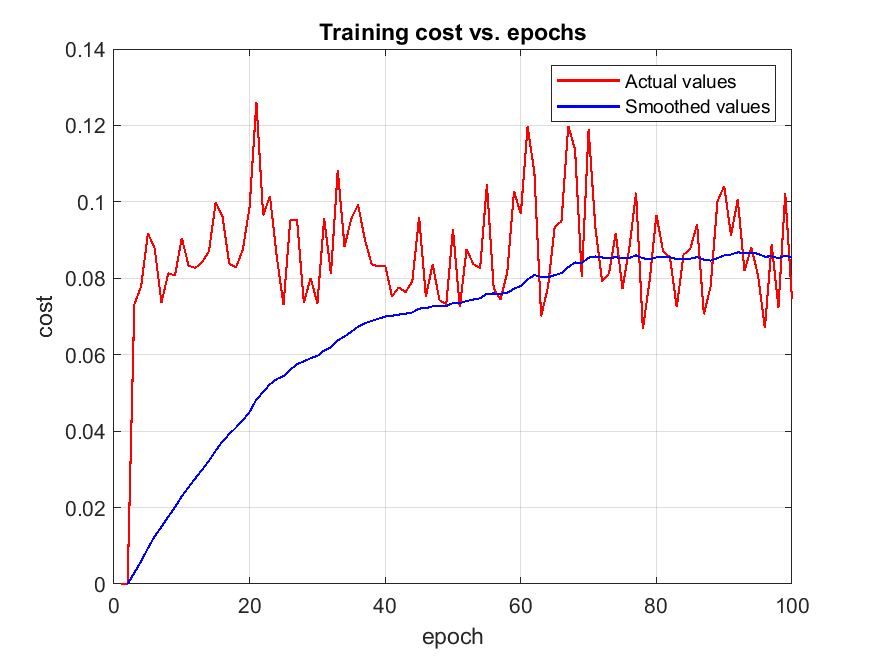 Training cost vs. epochs
0.14
0.12
0.1
0.08
0.06
0.04
0.02
0
cost
Actual values
Smoothed values
0 20 40 60 80 100
epoch